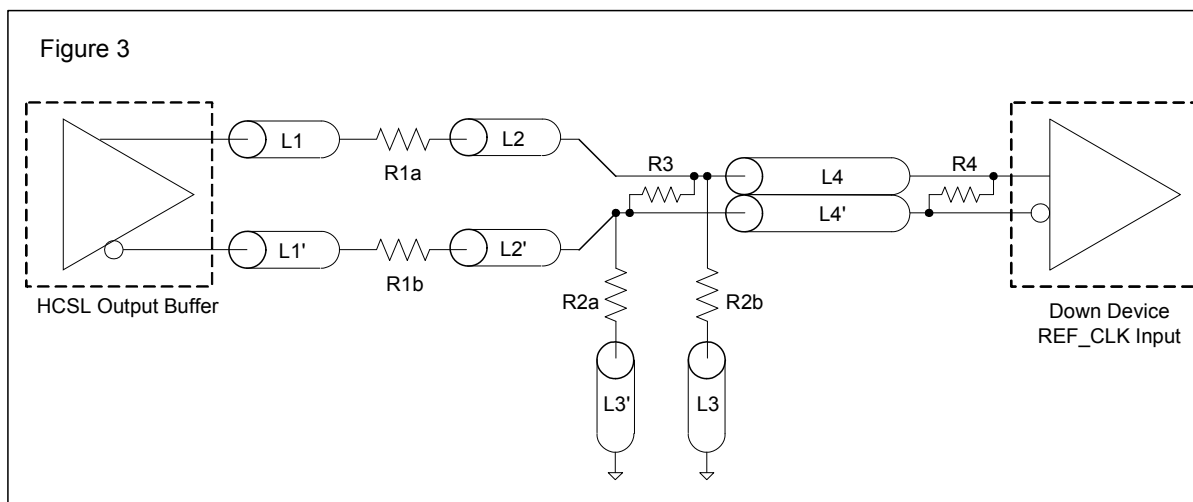 Figure 3
L1
R1a
L2
R3
L4
R4
L4'
L1'
R1b
L2'
R2a
R2b
HCSL Output Buffer
Down Device
REF_CLK Input
L3'
L3